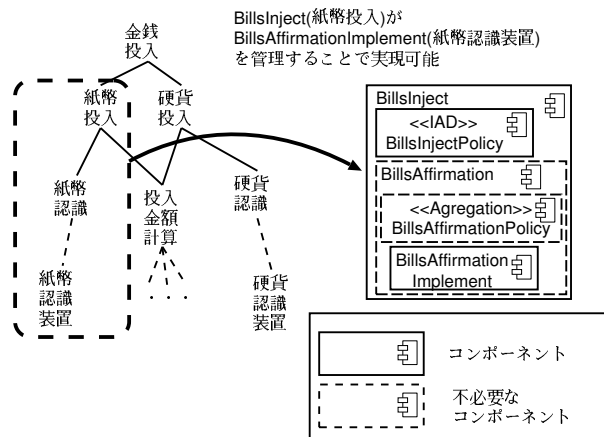 BillsInject(紙幣投入)が
BillsAffirmationImplement(紙幣認識装置)
を管理することで実現可能
金銭
投入
紙幣
投入
硬貨
投入
紙幣
認識
投入
金額
計算
硬貨
認識
紙幣
認識
装置
. . .
硬貨
認識
装置
BillsInject
<<IAD>>
BillsInjectPolicy
BillsAffirmation
<<Agregation>>
BillsAffirmationPolicy
BillsAffirmation
Implement
コンポーネント
不必要な
コンポーネント